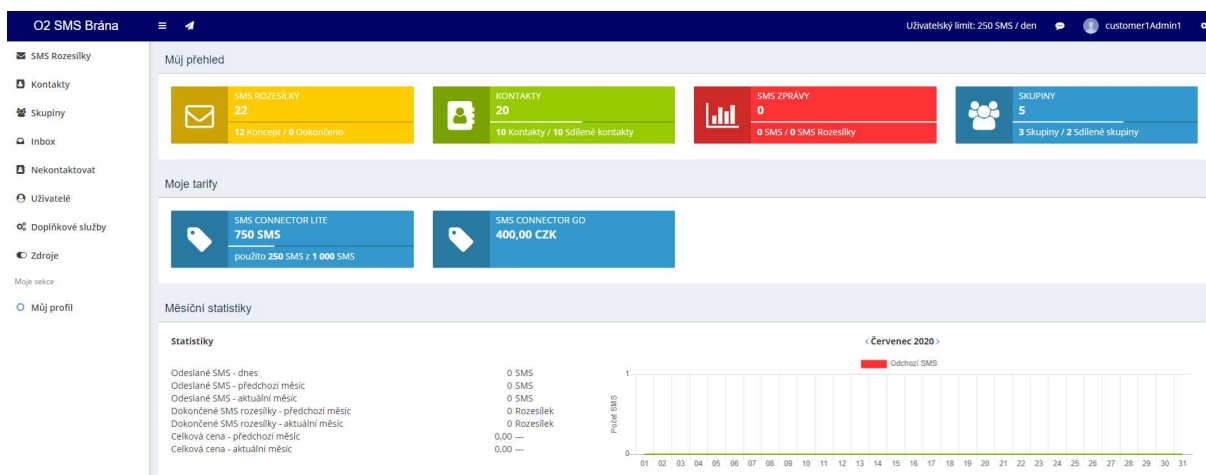 O2 SMS Brána
Uživatelský limit: 250 SMS / den
customer1Admin1
SMS Rozesílky
Kontakty
Skupiny
Inbox
Nekontaktovat
Uživatelé
Doplňkové služby
Zdroje
Moje sekce
Můj profil
Můj přehled
SMS ROZESÍLKY
22
12 Koncept / 0 Dokončeno
KONTAKTY
20
10 Kontakty / 10 Sdílené kontakty
SMS ZPRÁVY
0
0 SMS / 0 SMS Rozesílky
SKUPINY
5
3 Skupiny / 2 Sdílené skupiny
Moje tarify
SMS CONNECTOR LITE
750 SMS
použito 250 SMS z 1 000 SMS
SMS CONNECTOR GO
400,00 CZK
Měsíční statistiky
Statistiky
Odeslané SMS - dnes 0 SMS
Odeslané SMS - předchozí měsíc 0 SMS
Odeslané SMS - aktuální měsíc 0 SMS
Dokončené SMS rozesílky - předchozí měsíc 0 Rozesílek
Dokončené SMS rozesílky - aktuální měsíc 0 Rozesílek
Celková cena - předchozí měsíc 0,00 ---
Celková cena - aktuální měsíc 0,00 ---
‹ Červenec 2020 ›
Odchozí SMS
Počet SMS
1
0
01 02 03 04 05 06 07 08 09 10 11 12 13 14 15 16 17 18 19 20 21 22 23 24 25 26 27 28 29 30 31